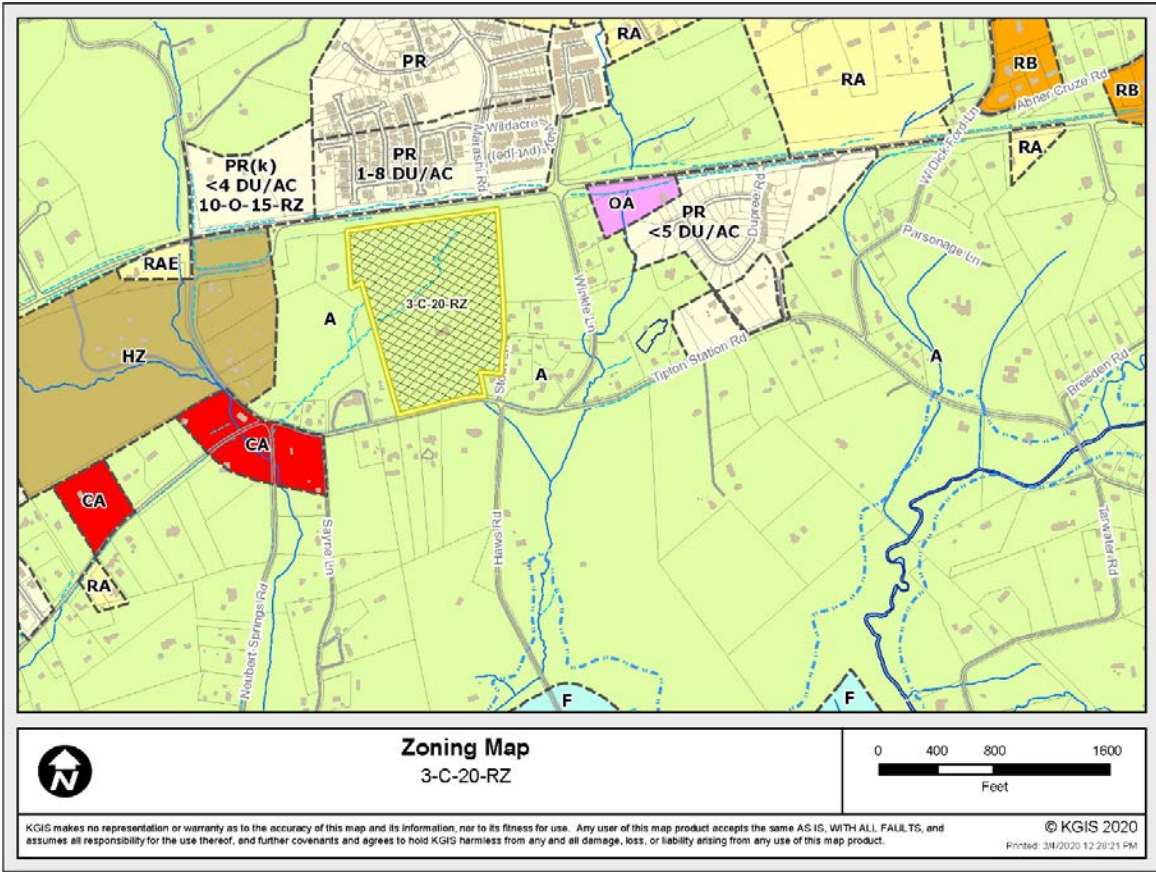 RA
PR
RB
RA
RB
Abner Cruze Rd
Wildacre
Marashi Rd
W Dick Ford Ln
PR(k)
<4 DU/AC
10-O-15-RZ
PR
1-8 DU/AC
RA
OA
PR
<5 DU/AC
Dupree Rd
Parsonage Ln
RAE
3-C-20-RZ
Winkle Ln
A
HZ
A
A
Tipton Station Rd
Breeden Rd
CA
CA
Sayne Ln
Haws Rd
Tarwater Rd
RA
Neubert Springs Rd
F
F
N
Zoning Map
3-C-20-RZ
0 400 800 1600
Feet
KGIS makes no representation or warranty as to the accuracy of this map and its information, nor to its fitness for use. Any user of this map product accepts the same AS IS, WITH ALL FAULTS, and
assumes all responsibility for the use thereof, and further covenants and agrees to hold KGIS harmless from any and all damage, loss, or liability arising from any use of this map product.
© KGIS 2020
Printed: 3/4/2020 12:28:21 PM